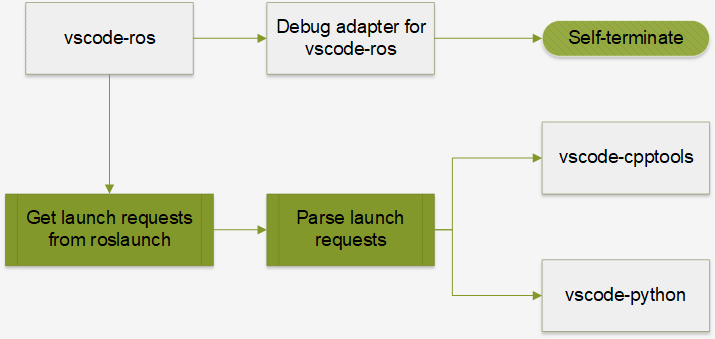 vscode-ros
Debug adapter for
vscode-ros
Self-terminate
Get launch requests
from roslaunch
Parse launch
requests
vscode-cpptools
vscode-python